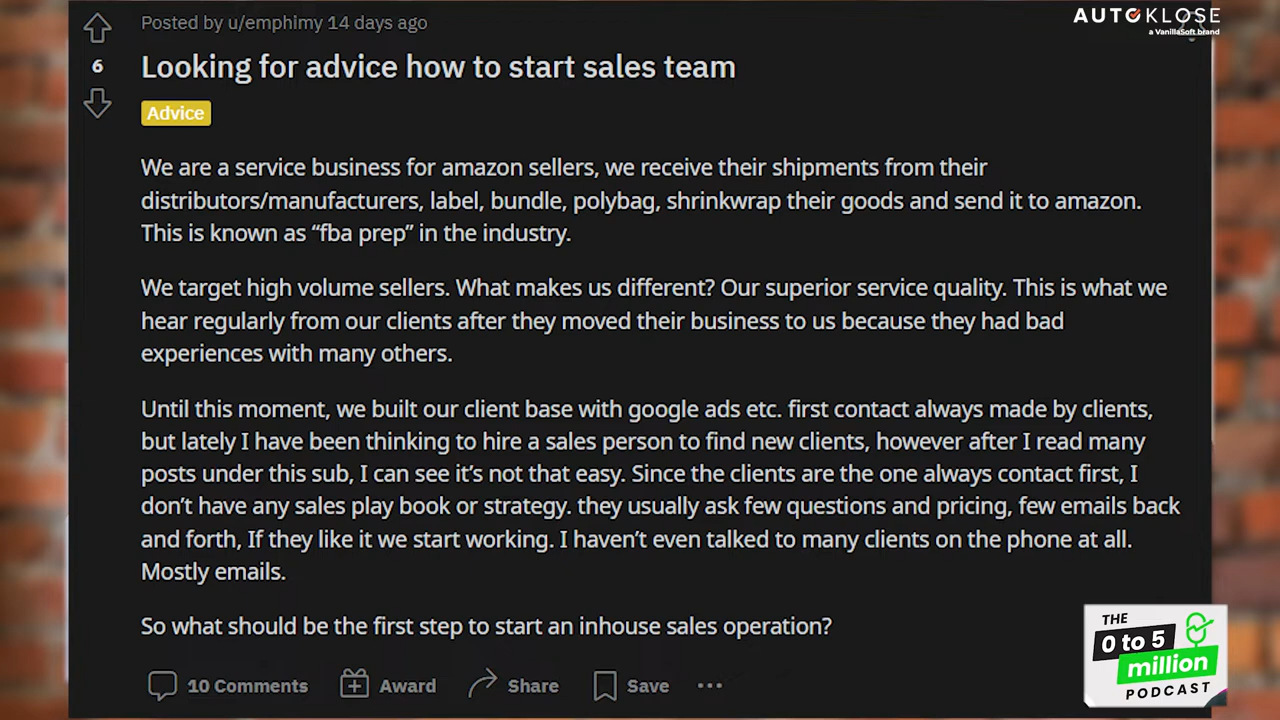 AUTOKLOSE
a VanillaSoft brand
Posted by u/emphimy 14 days ago
6
Looking for advice how to start sales team
Advice
We are a service business for amazon sellers, we receive their shipments from their
distributors/manufacturers, label, bundle, polybag, shrinkwrap their goods and send it to amazon.
This is known as “fba prep” in the industry.
We target high volume sellers. What makes us different? Our superior service quality. This is what we
hear regularly from our clients after they moved their business to us because they had bad
experiences with many others.
Until this moment, we built our client base with google ads etc. first contact always made by clients,
but lately I have been thinking to hire a sales person to find new clients, however after I read many
posts under this sub, I can see it’s not that easy. Since the clients are the one always contact first, I
don’t have any sales play book or strategy. they usually ask few questions and pricing, few emails back
and forth, If they like it we start working. I haven’t even talked to many clients on the phone at all.
Mostly emails.
So what should be the first step to start an inhouse sales operation?
10 Comments Award Share Save
THE
0 to 5
million
PODCAST